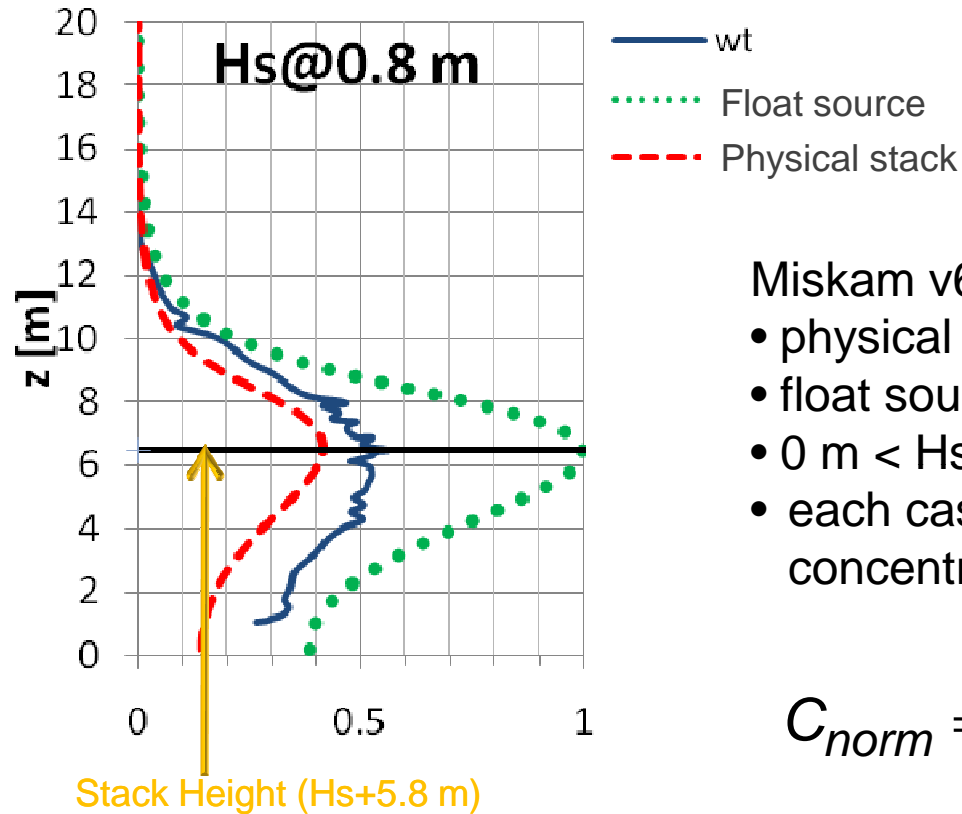 Hs@0.8 m
20
18
16
14
12
10
8
6
4
2
0
z [m]
0
0.5
1
Stack Height (Hs+5.8 m)
wt
Float source
Physical stack
Miskam v6
• physical
• float sou
• 0 m < Hs
• each cas
concentr
C norm =